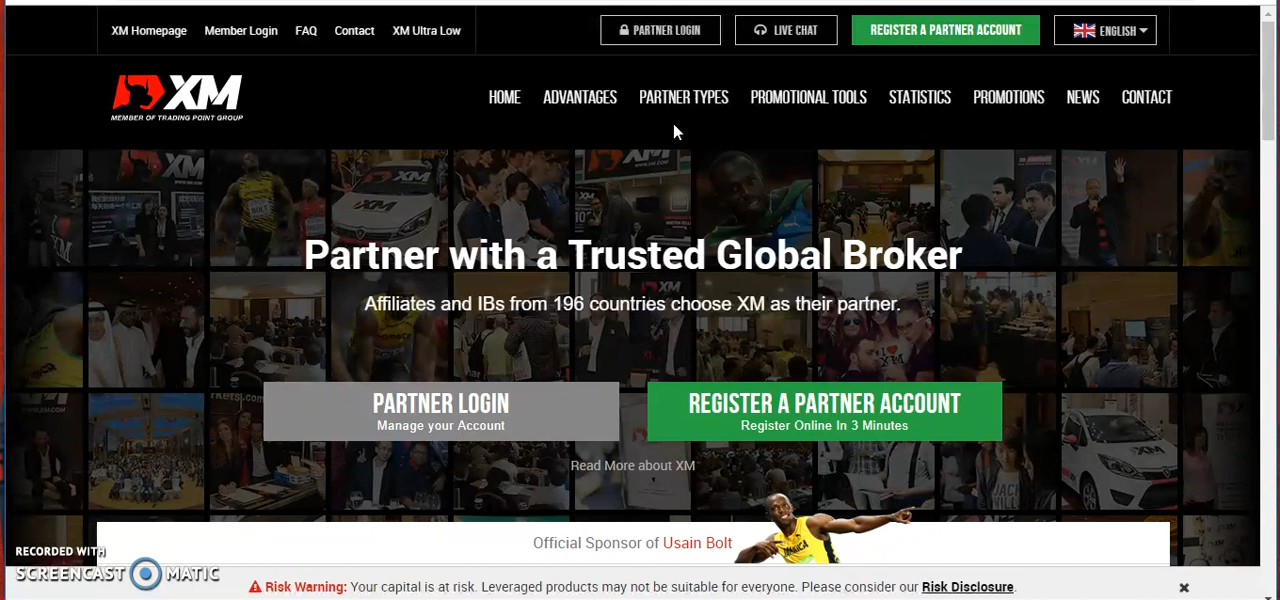 XM Homepage Member Login FAQ Contact XM Ultra Low
PARTNER LOGIN LIVE CHAT REGISTER A PARTNER ACCOUNT ENGLISH
XM
MEMBER OF TRADING POINT GROUP
HOME ADVANTAGES PARTNER TYPES PROMOTIONAL TOOLS STATISTICS PROMOTIONS NEWS CONTACT
Partner with a Trusted Global Broker
Affiliates and IBs from 196 countries choose XM as their partner.
PARTNER LOGIN
Manage your Account
REGISTER A PARTNER ACCOUNT
Register Online In 3 Minutes
Read More about XM
Official Sponsor of Usain Bolt
RECORDED WITH
SCREENCAST MATIC
Risk Warning: Your capital is at risk. Leveraged products may not be suitable for everyone. Please consider our Risk Disclosure.